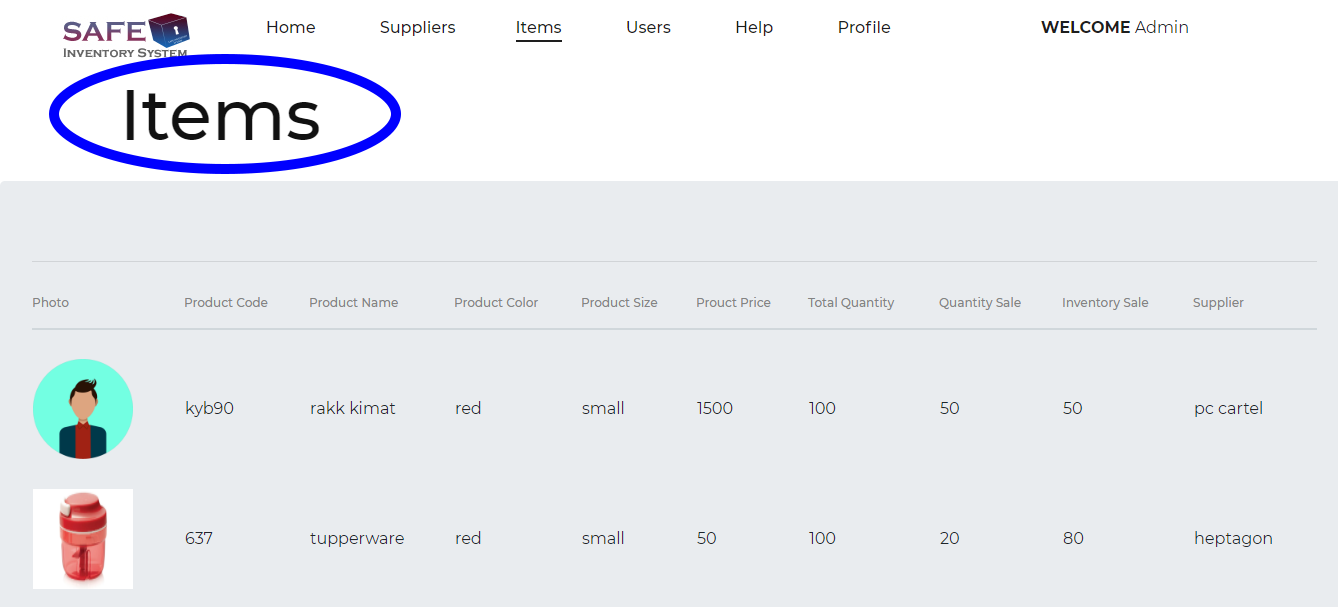 SAFE
INVENTORY SYSTEM
Home Suppliers Items Users Help Profile WELCOME Admin
Items
Photo Product Code Product Name Product Color Product Size Prouct Price Total Quantity Quantity Sale Inventory Sale Supplier
kyb90 rakk kimat red small 1500 100 50 50 pc cartel
637 tupperware red small 50 100 20 80 heptagon